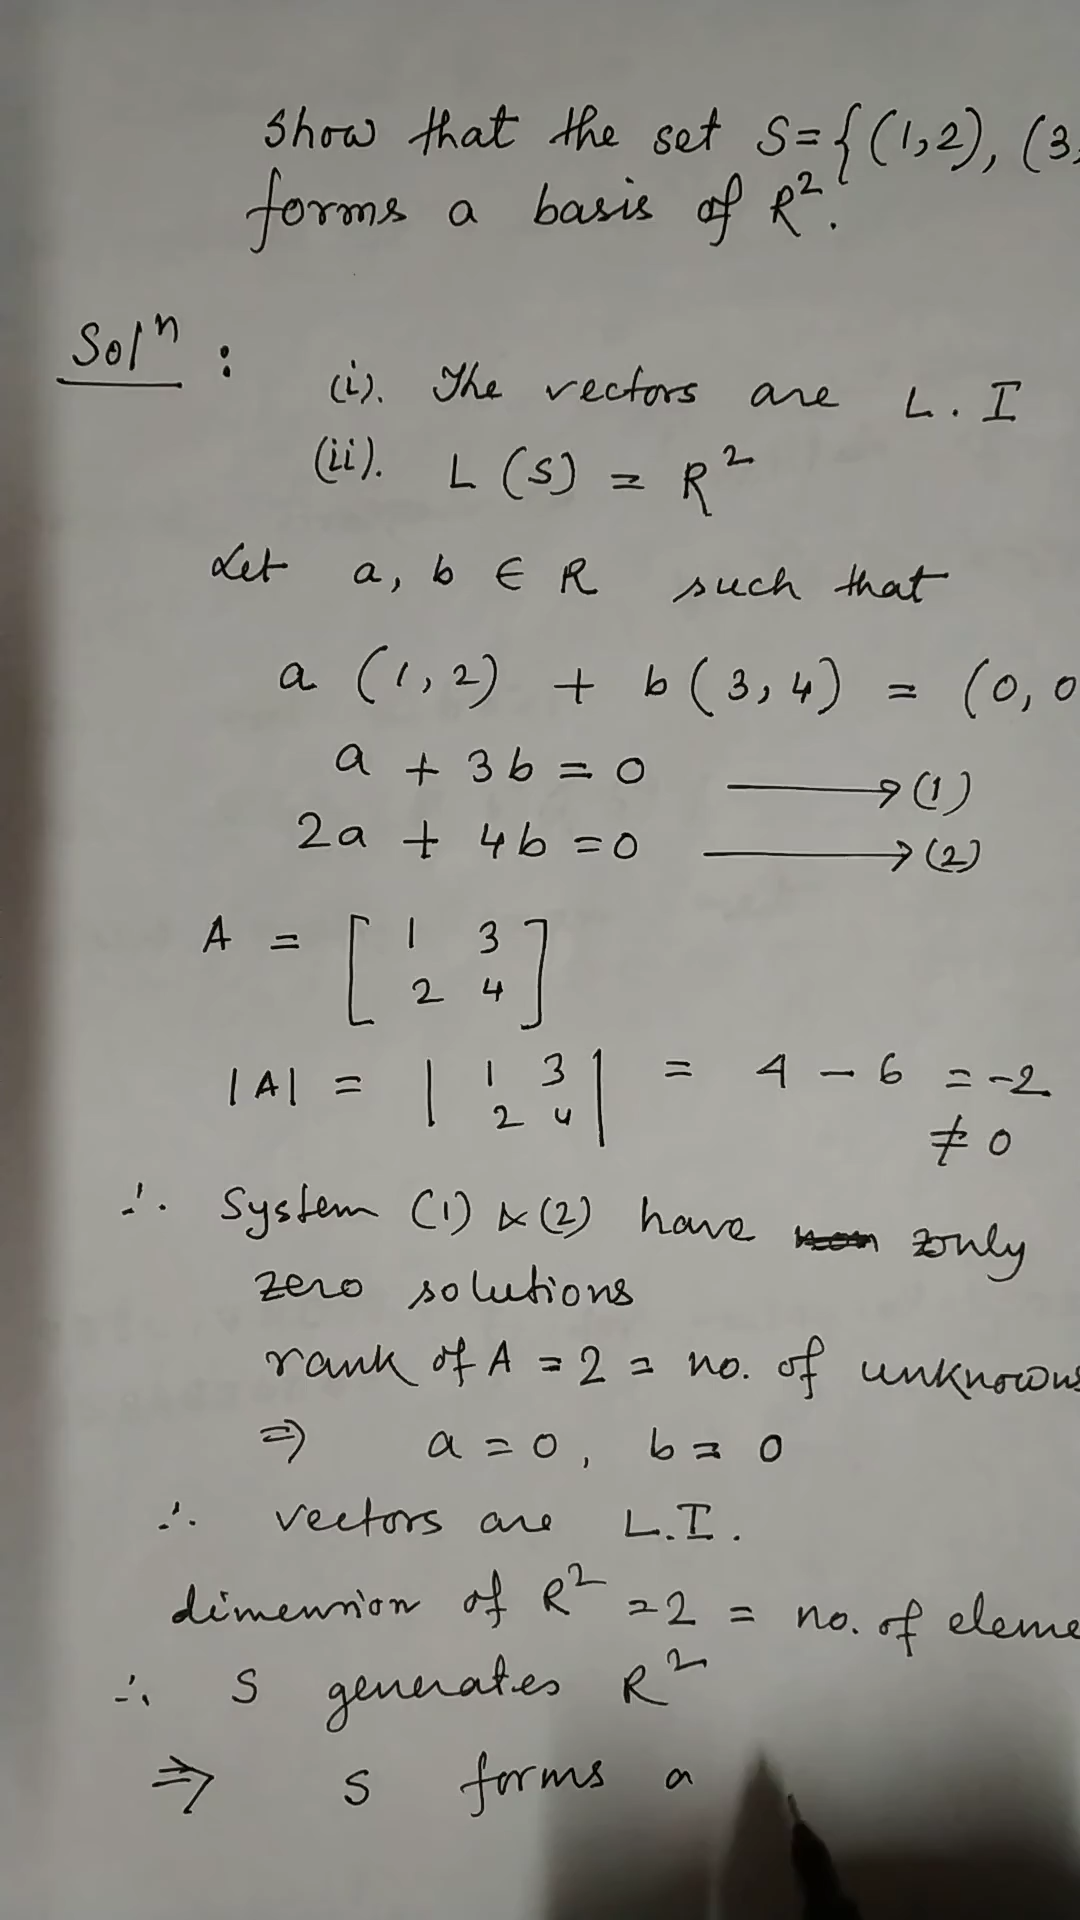 Show that the set S={(1,2), (3,
forms a basis of R².
Solⁿ :
(i). The vectors are L.I
(ii). L(S) = R²
Let a, b ∈ R such that
a (1,2) + b(3,4) = (0,0
a + 3b = 0 ⟶ (1)
2a + 4b = 0 ⟶ (2)
A = [ 1 3
2 4 ]
|A| = | 1 3
2 4 | = 4 - 6 = -2
≠ 0
∴ System (1) & (2) have only
zero solutions
rank of A = 2 = no. of unknowns
⇒ a = 0, b = 0
∴ vectors are L.I.
dimension of R² = 2 = no. of eleme
∴ S generates R²
⇒ S forms a